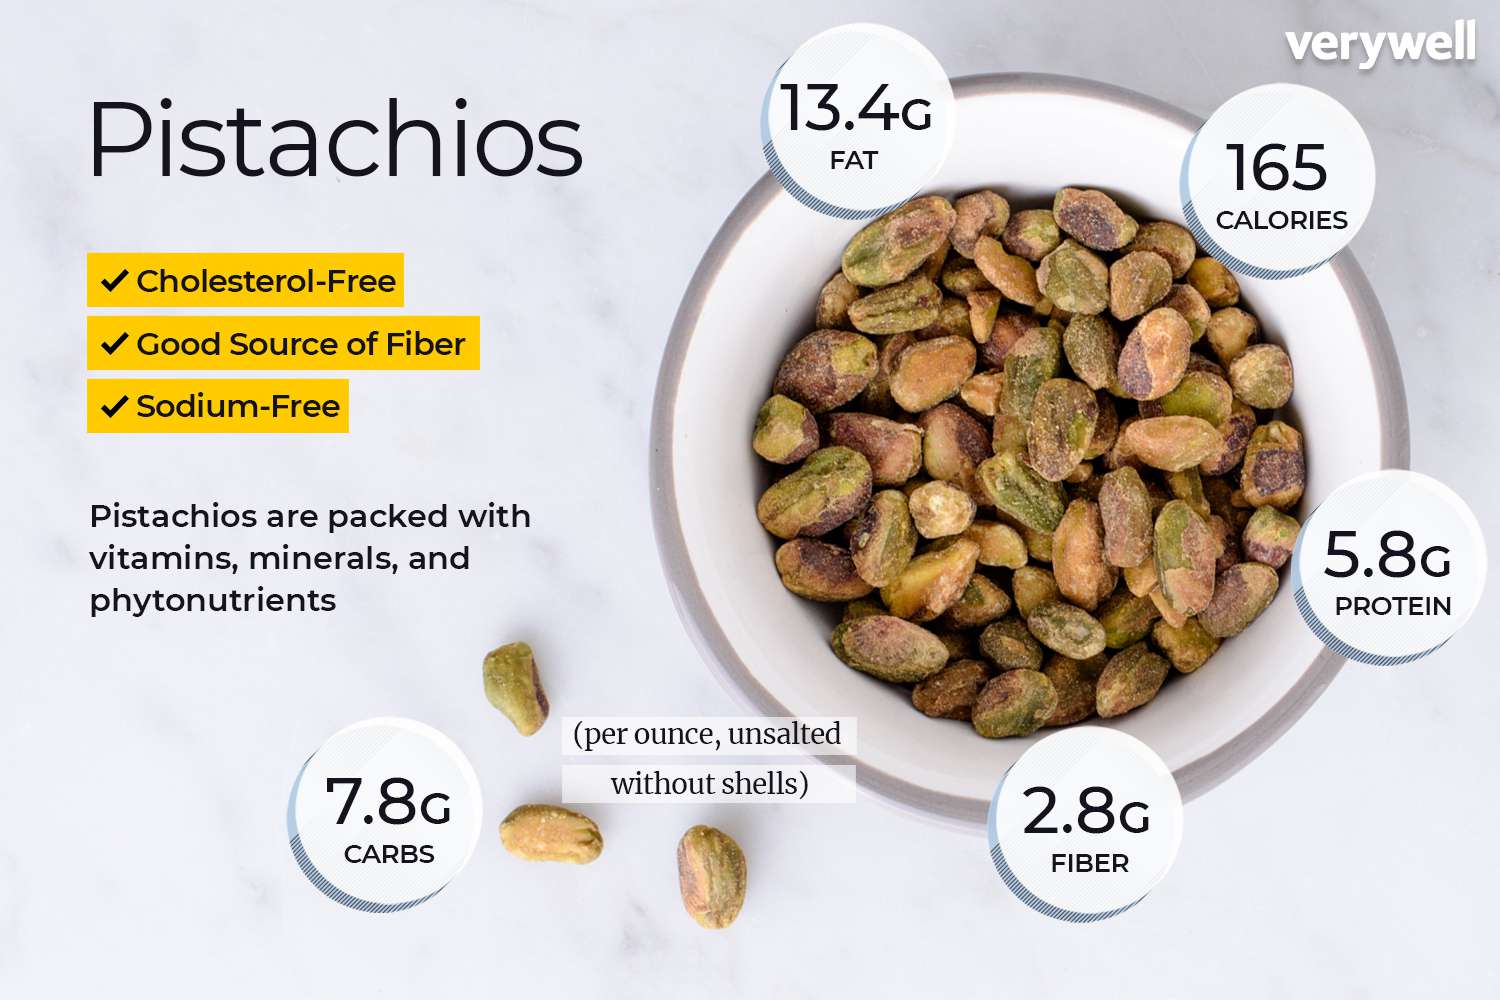 verywell
Pistachios
13.4G
FAT
165
CALORIES
✓ Cholesterol-Free
✓ Good Source of Fiber
✓ Sodium-Free
Pistachios are packed with
vitamins, minerals, and
phytonutrients
5.8G
PROTEIN
(per ounce, unsalted
without shells)
7.8G
CARBS
2.8G
FIBER